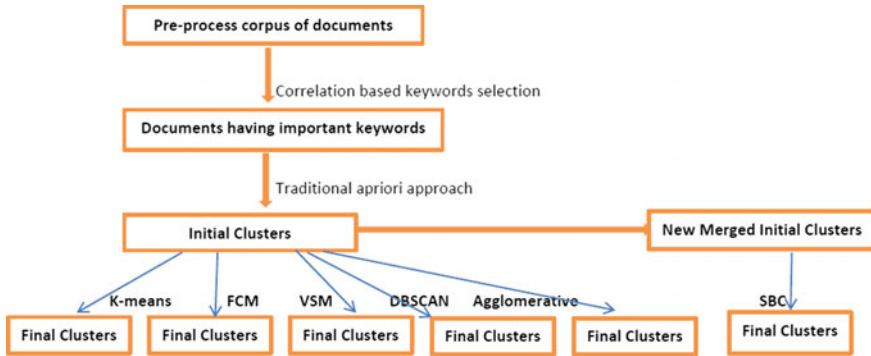 Pre-process corpus of documents
Correlation based keywords selection
Documents having important keywords
Traditional apriori approach
Initial Clusters
New Merged Initial Clusters
K-means
FCM
VSM
DBSCAN
Agglomerative
SBC
Final Clusters
Final Clusters
Final Clusters
Final Clusters
Final Clusters
Final Clusters